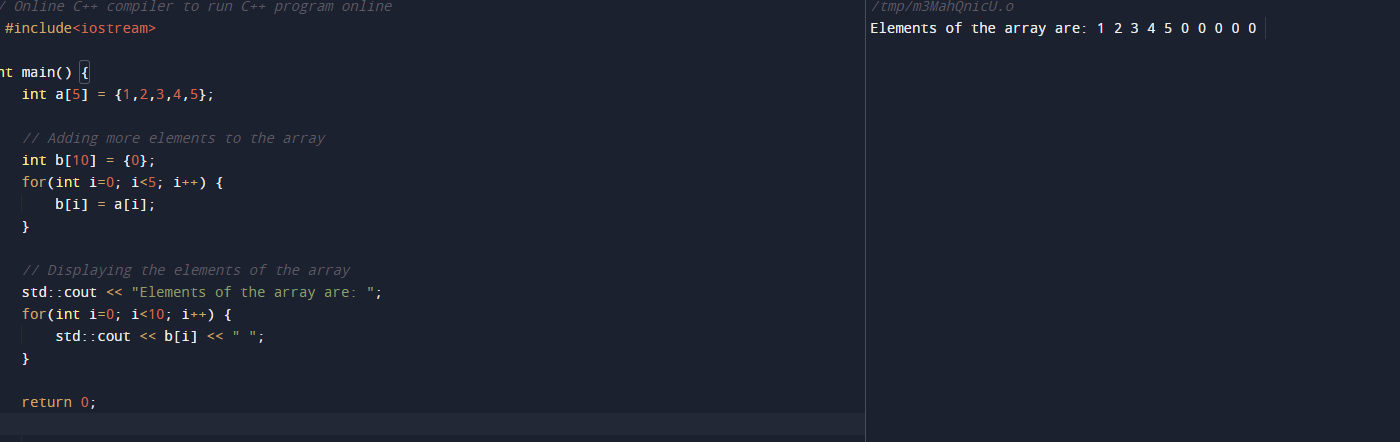 / Online C++ compiler to run C++ program online
#include<iostream>
nt main() {
int a[5] = {1,2,3,4,5};
// Adding more elements to the array
int b[10] = {0};
for(int i=0; i<5; i++) {
b[i] = a[i];
}
// Displaying the elements of the array
std::cout << "Elements of the array are: ";
for(int i=0; i<10; i++) {
std::cout << b[i] << " ";
}
return 0;
/tmp/m3MahQnicU.o
Elements of the array are: 1 2 3 4 5 0 0 0 0 0